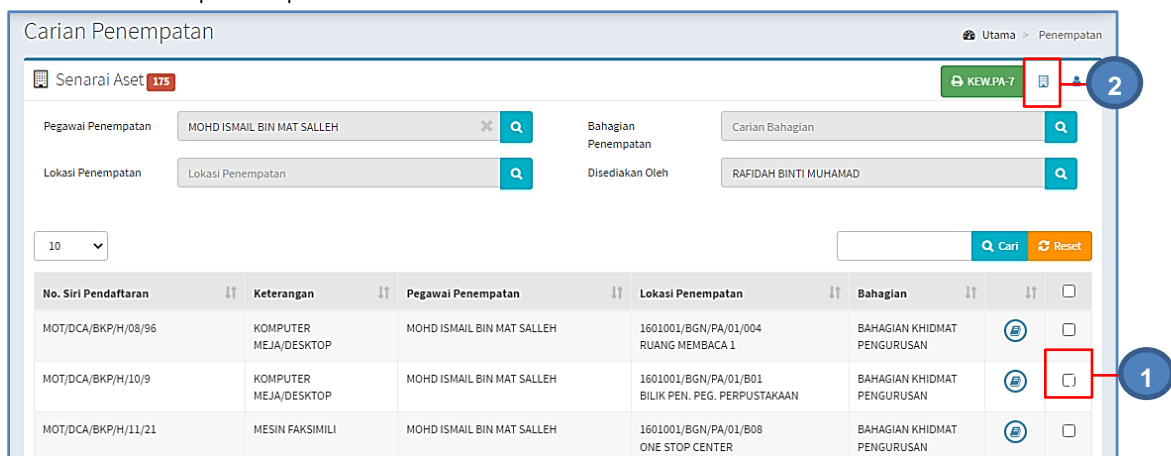 Carian Penempatan
Utama > Penempatan
Senarai Aset 175
KEW.PA-7
2
Pegawai Penempatan MOHD ISMAIL BIN MAT SALLEH
Bahagian
Penempatan
Carian Bahagian
Lokasi Penempatan Lokasi Penempatan
Disediakan Oleh RAFIDAH BINTI MUHAMAD
10
Cari Reset
No. Siri Pendaftaran Keterangan Pegawai Penempatan Lokasi Penempatan Bahagian
MOT/DCA/BKP/H/08/96 KOMPUTER MOHD ISMAIL BIN MAT SALLEH 1601001/BGN/PA/01/004 BAHAGIAN KHIDMAT
MEJA/DESKTOP RUANG MEMBACA 1 PENGURUSAN
MOT/DCA/BKP/H/10/9 KOMPUTER MOHD ISMAIL BIN MAT SALLEH 1601001/BGN/PA/01/B01 BAHAGIAN KHIDMAT
MEJA/DESKTOP BILIK PEN. PEG. PERPUSTAKAAN PENGURUSAN
1
MOT/DCA/BKP/H/11/21 MESIN FAKSIMILI MOHD ISMAIL BIN MAT SALLEH 1601001/BGN/PA/01/B08 BAHAGIAN KHIDMAT
ONE STOP CENTER PENGURUSAN